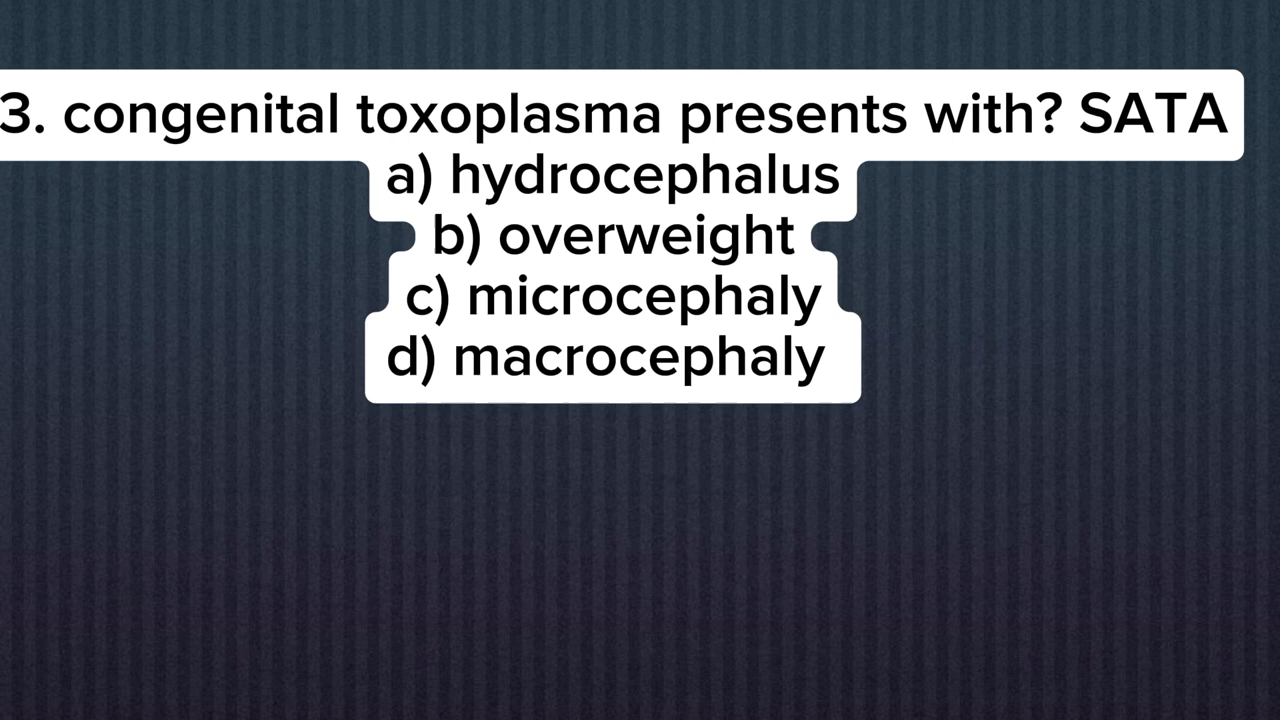 3. congenital toxoplasma presents with? SATA
a) hydrocephalus
b) overweight
c) microcephaly
d) macrocephaly